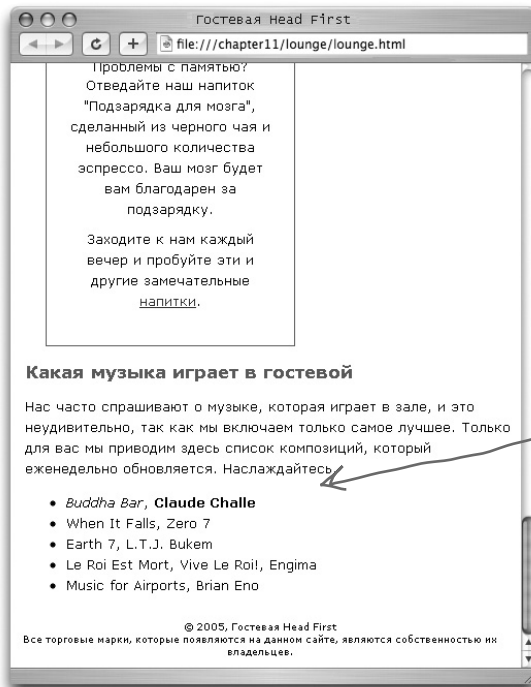 Гостевая Head First
file:///chapter11/lounge/lounge.html
Проблемы с памятью?
Отведайте наш напиток
"Подзарядка для мозга",
сделанный из черного чая и
небольшого количества
эспрессо. Ваш мозг будет
вам благодарен за
подзарядку.
Заходите к нам каждый
вечер и пробуйте эти и
другие замечательные
напитки.
Какая музыка играет в гостевой
Нас часто спрашивают о музыке, которая играет в зале, и это
неудивительно, так как мы включаем только самое лучшее. Только
для вас мы приводим здесь список композиций, который
еженедельно обновляется. Наслаждайтесь.
• Buddha Bar, Claude Challe
• When It Falls, Zero 7
• Earth 7, L.T.J. Bukem
• Le Roi Est Mort, Vive Le Roi!, Engima
• Music for Airports, Brian Eno
© 2005, Гостевая Head First
Все торговые марки, которые появляются на данном сайте, являются собственностью их
владельцев.